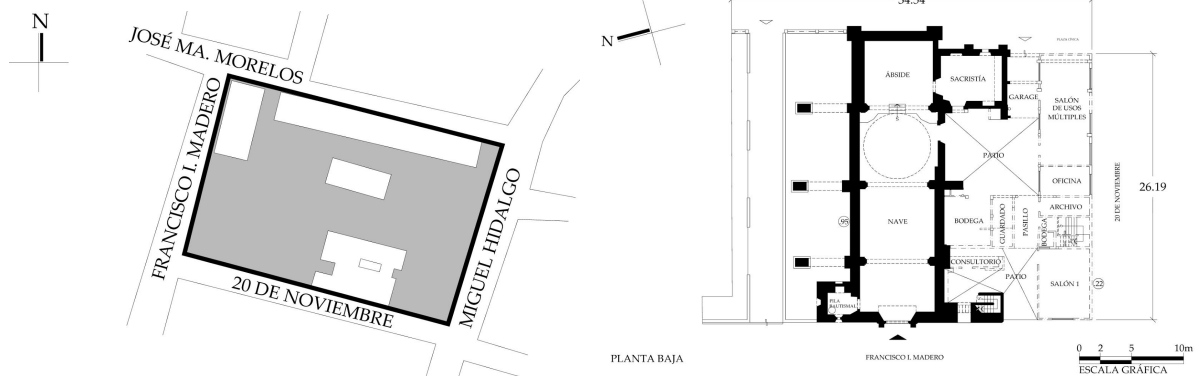 N
JOSÉ MA. MORELOS
FRANCISCO I. MADERO
MIGUEL HIDALGO
20 DE NOVIEMBRE
34.34
N
ÁBSIDE
SACRISTÍA
GARAGE
SALÓN
DE USOS
MÚLTIPLES
S
PATIO
OFICINA
20 DE NOVIEMBRE
26.19
95
NAVE
BODEGA
GUARDADO
PASILLO
ARCHIVO
BODEGA
CONSULTORIO
PATIO
SALÓN 1
22
PILA
BAUTISMAL
PLANTA BAJA
FRANCISCO I. MADERO
0 2 5 10m
ESCALA GRÁFICA